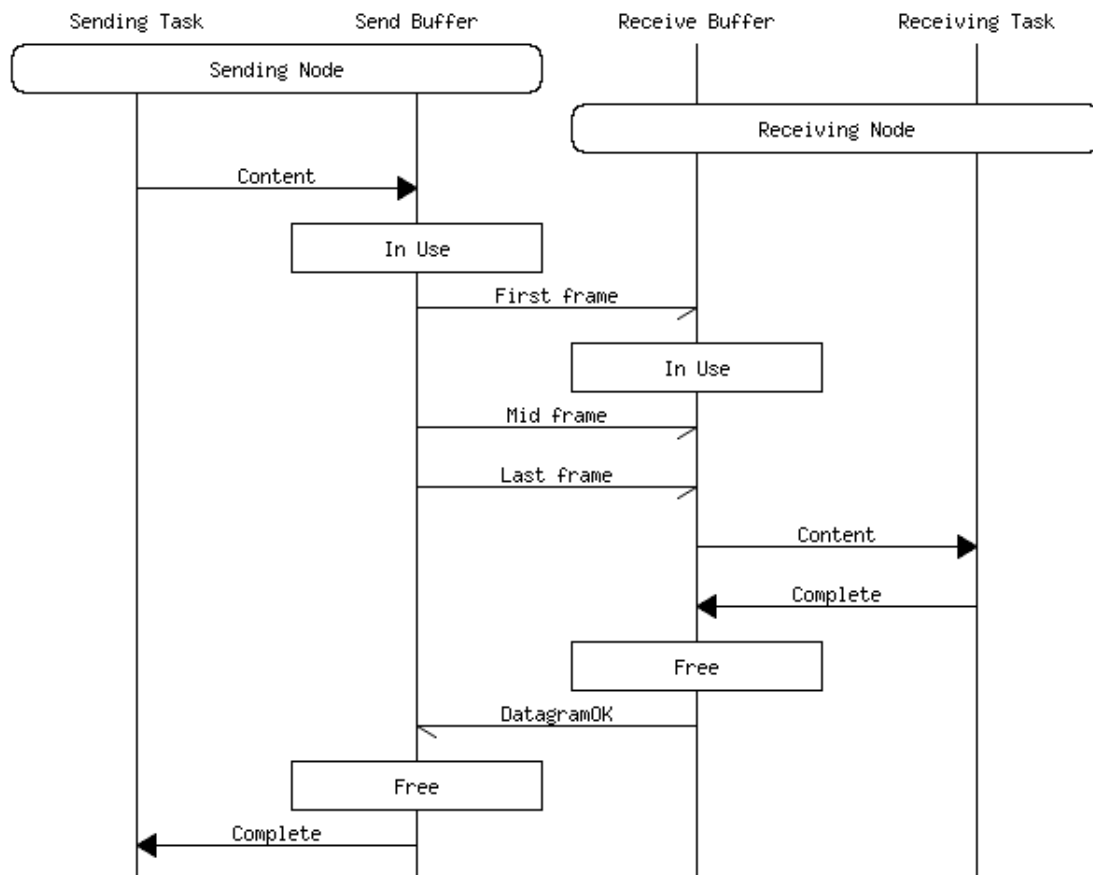 Sending Task
Send Buffer
Receive Buffer
Receiving Task
Sending Node
Receiving Node
Content
In Use
First frame
In Use
Mid frame
Last frame
Content
Complete
Free
DatagramOK
Free
Complete